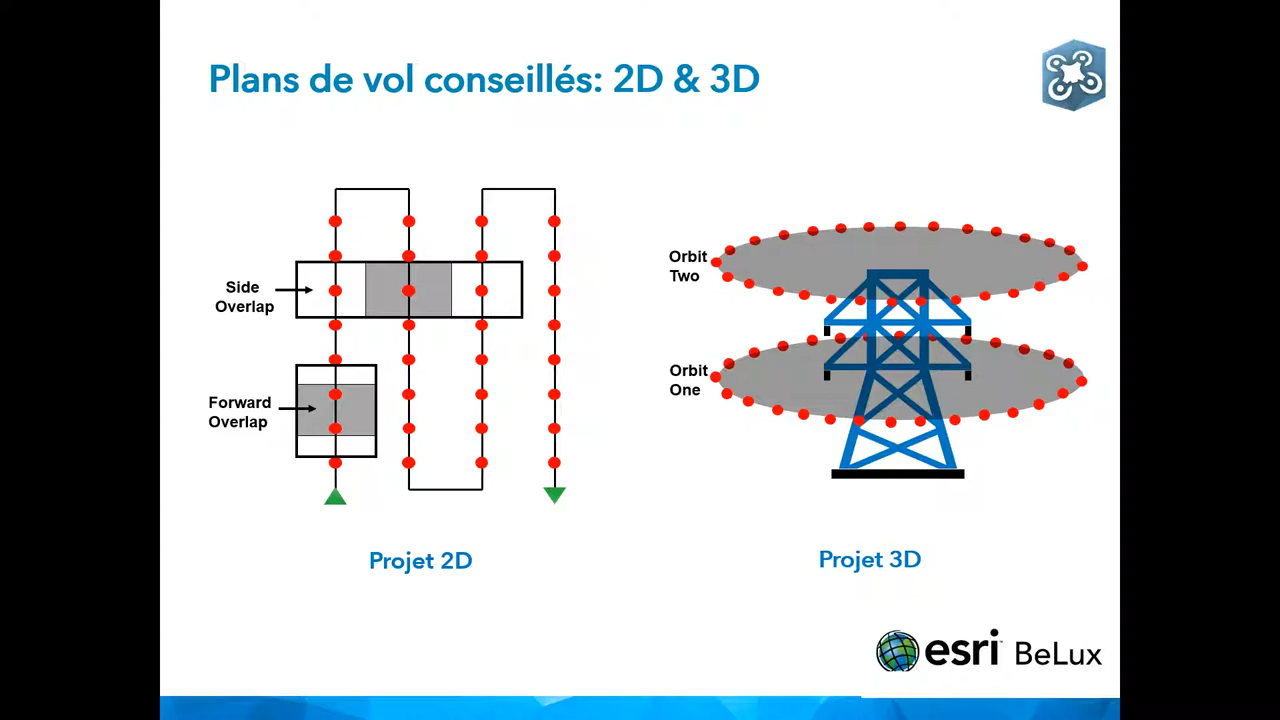 Plans de vol conseillés: 2D & 3D
Side
Overlap
Forward
Overlap
Projet 2D
Orbit
Two
Orbit
One
Projet 3D
esri BeLux